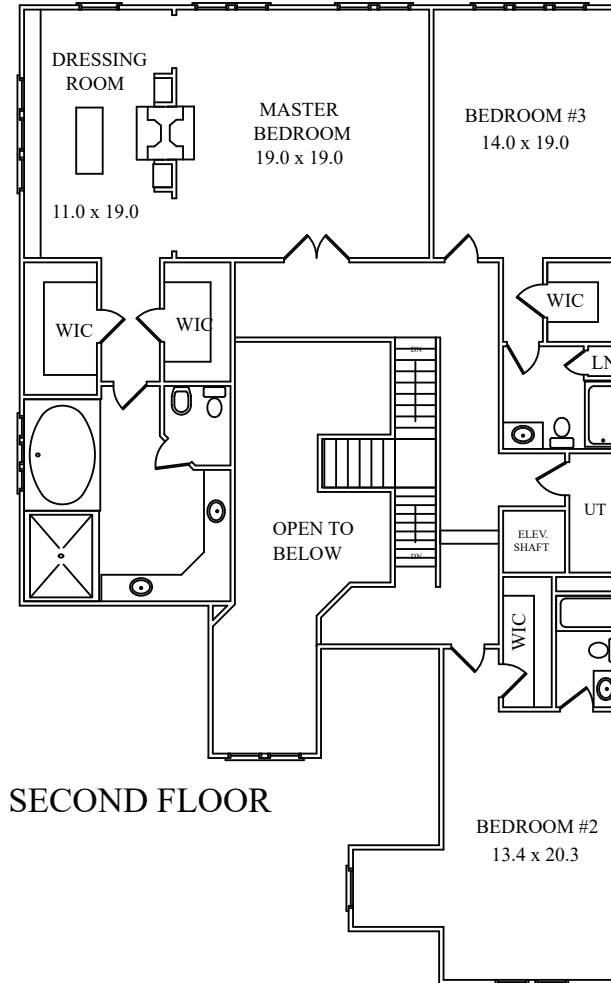 DRESSING
ROOM
11.0 x 19.0
MASTER
BEDROOM
19.0 x 19.0
BEDROOM #3
14.0 x 19.0
WIC
WIC
WIC
LN
DN
UT
OPEN TO
BELOW
ELEV.
SHAFT
DN
WIC
SECOND FLOOR
BEDROOM #2
13.4 x 20.3